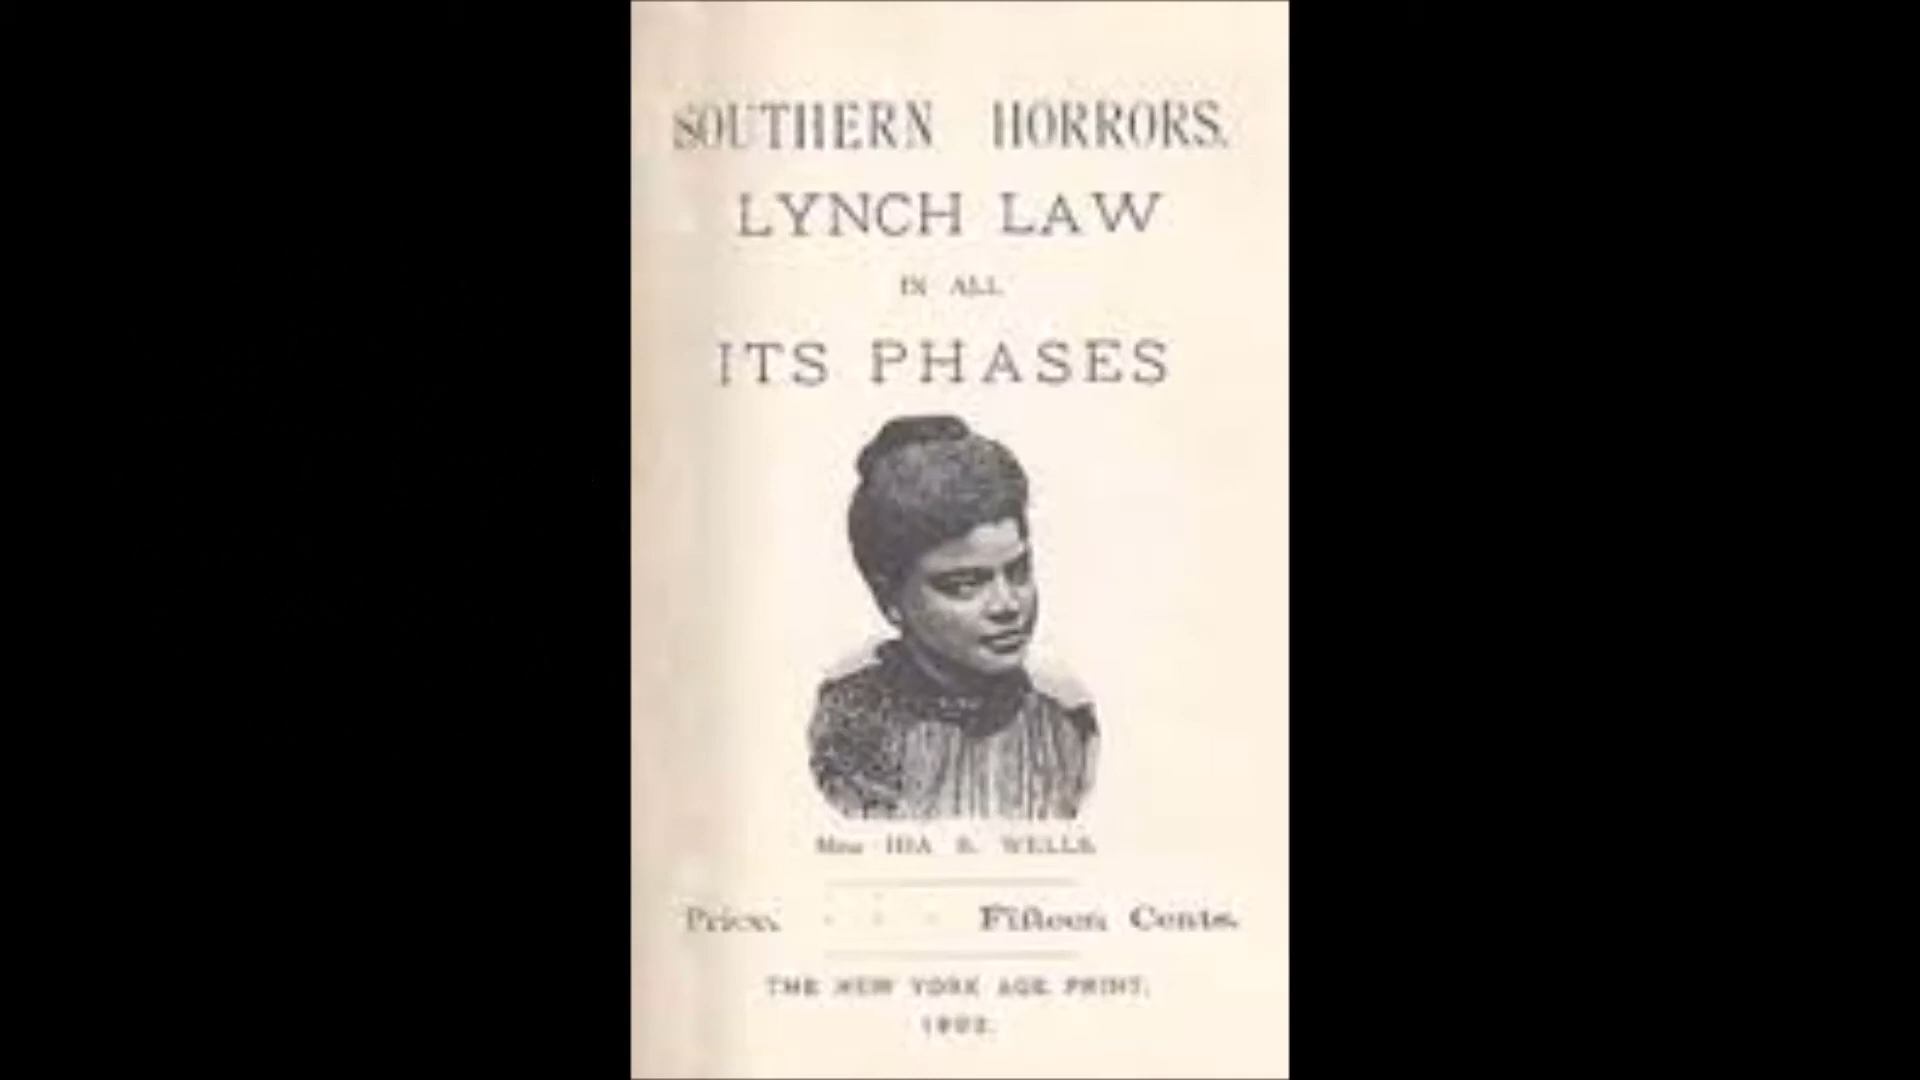 SOUTHERN HORRORS.
LYNCH LAW
IN ALL
ITS PHASES
Miss IDA B. WELLS.
Price, · · · Fifteen Cents.
THE NEW YORK AGE PRINT,
1892.